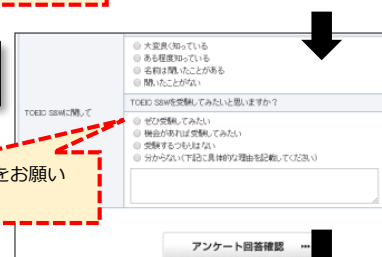 大変良く知っている
ある程度知っている
名前は聞いたことがある
聞いたことがない
TOEIC S&Wに関して
TOEIC S&Wを受験してみたいと思いますか？
ぜひ受験してみたい
機会があれば受験してみたい
受験するつもりはない
分からない(下記に具体的な理由を記載してください)
をお願い
アンケート回答確認